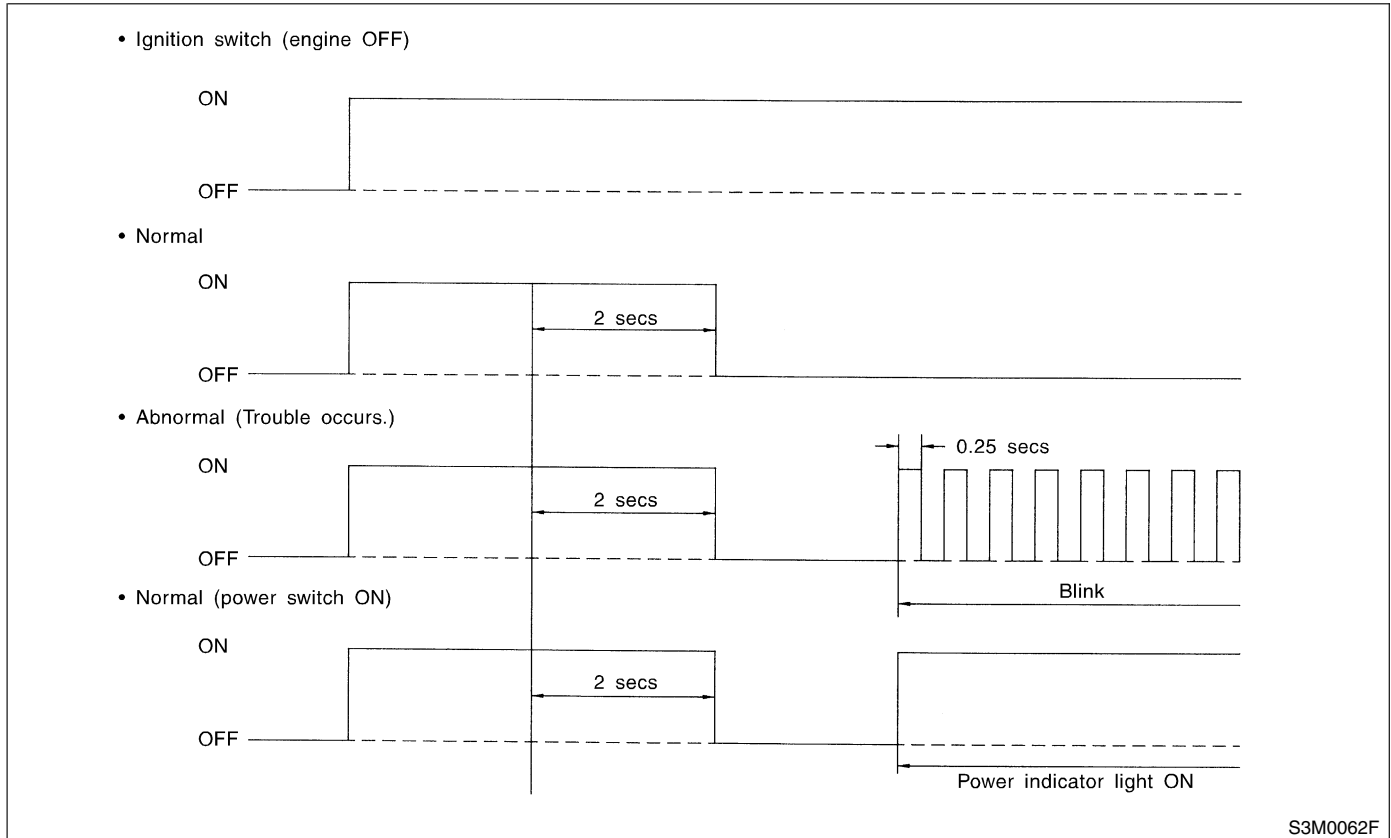 • Ignition switch (engine OFF)
ON
OFF
• Normal
ON
2 secs
OFF
• Abnormal (Trouble occurs.)
0.25 secs
ON
2 secs
OFF
Blink
• Normal (power switch ON)
ON
2 secs
OFF
Power indicator light ON
S3M0062F